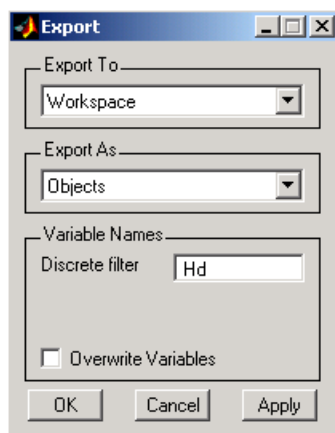 Export
Export To
Workspace
Export As
Objects
Variable Names
Discrete filter Hd
Overwrite Variables
OK Cancel Apply